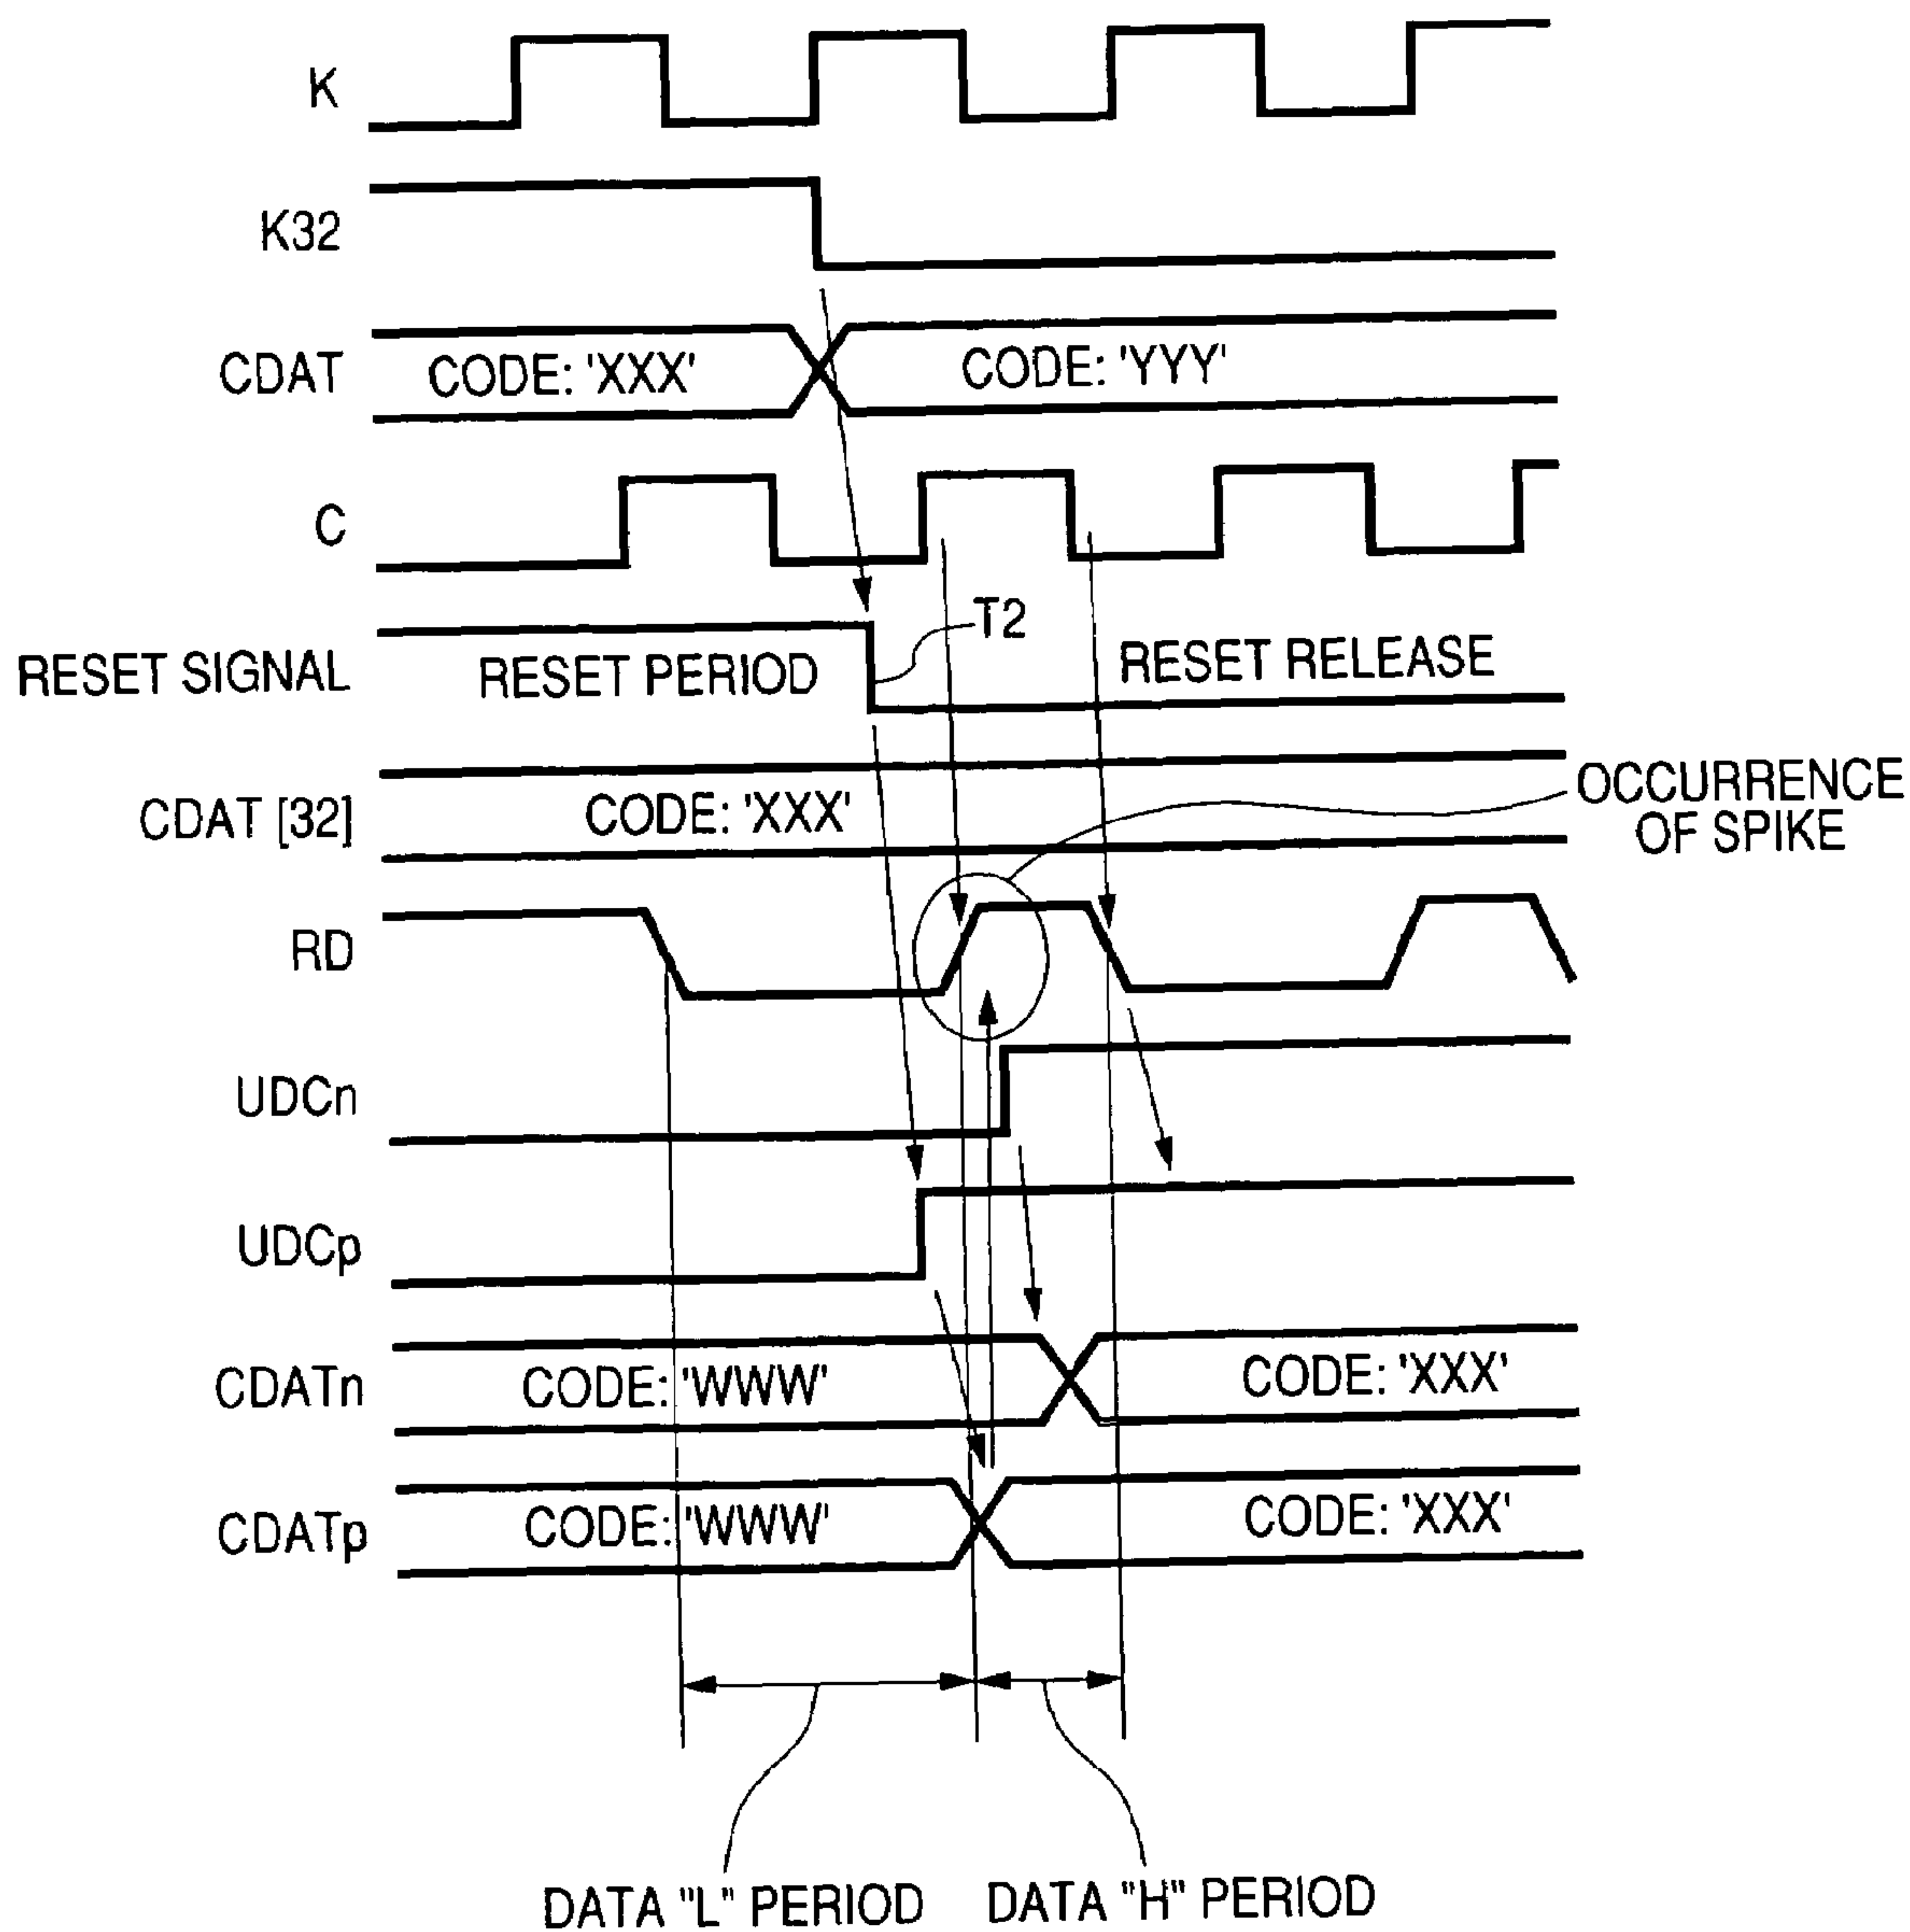 K
K32
CDAT
CODE: 'XXX'
CODE: 'YYY'
C
T2
RESET SIGNAL
RESET PERIOD
RESET RELEASE
CDAT [32]
CODE: 'XXX'
OCCURRENCE
OF SPIKE
RD
UDCn
UDCp
CDATn
CODE: 'WWW'
CODE: 'XXX'
CDATp
CODE: 'WWW'
CODE: 'XXX'
DATA "L" PERIOD
DATA "H" PERIOD